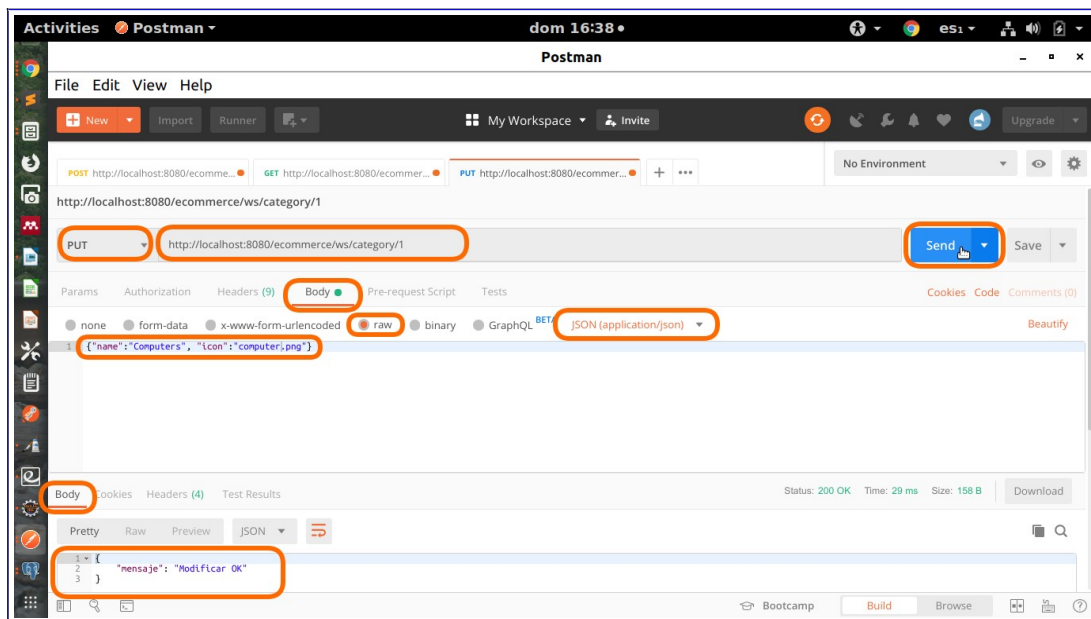 Activities Postman dom 16:38 es1
Postman
File Edit View Help
New Import Runner My Workspace Invite Upgrade
No Environment
POST http://localhost:8080/ecomme... GET http://localhost:8080/ecommer... PUT http://localhost:8080/ecommer... + •••
http://localhost:8080/ecommerce/ws/category/1
PUT http://localhost:8080/ecommerce/ws/category/1 Send Save
Params Authorization Headers (9) Body Pre-request Script Tests Cookies Code Comments (0)
none form-data x-www-form-urlencoded raw binary GraphQL BETA JSON (application/json) Beautify
1 {"name":"Computers", "icon":"computer.png"}
Body Cookies Headers (4) Test Results Status: 200 OK Time: 29 ms Size: 158 B Download
Pretty Raw Preview JSON
1 {
2 "mensaje": "Modificar OK"
3 }
Bootcamp Build Browse